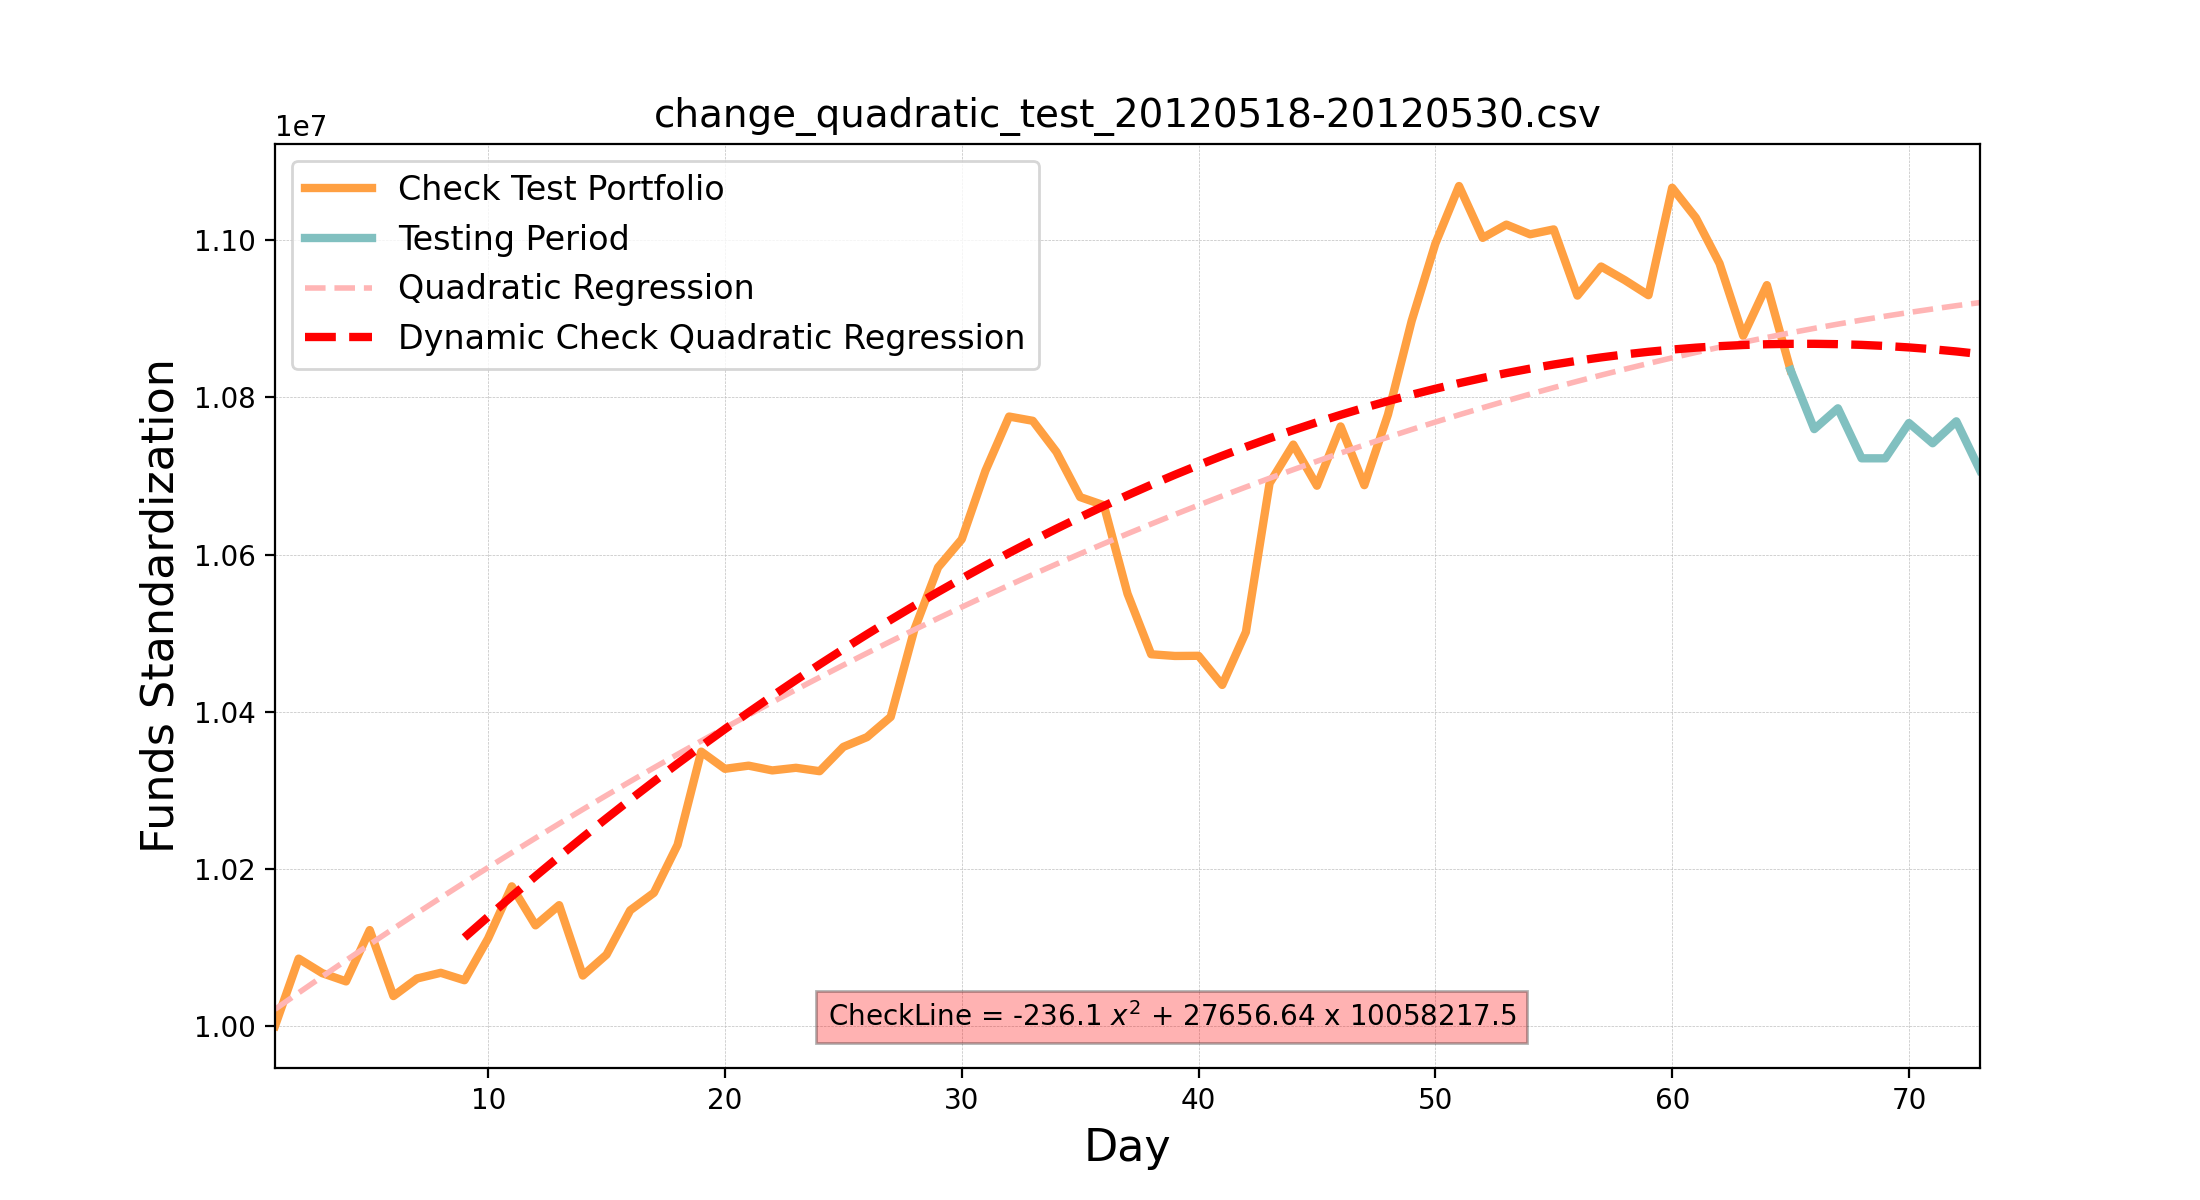 change_quadratic_test_20120518-20120530.csv
1e7
Check Test Portfolio
Testing Period
Quadratic Regression
Dynamic Check Quadratic Regression
1.10
1.08
1.06
1.04
1.02
1.00
Funds Standardization
CheckLine = -236.1 x² + 27656.64 x 10058217.5
10 20 30 40 50 60 70
Day